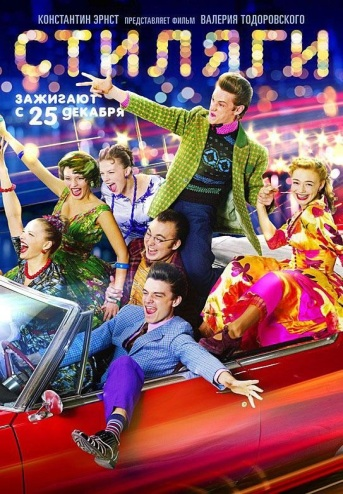 КОНСТАНТИН ЭРНСТ ПРЕДСТАВЛЯЕТ ФИЛЬМ ВАЛЕРИЯ ТОДОРОВСКОГО
СТИЛЯГИ
ЗАЖИГАЮТ
С 25 ДЕКАБРЯ